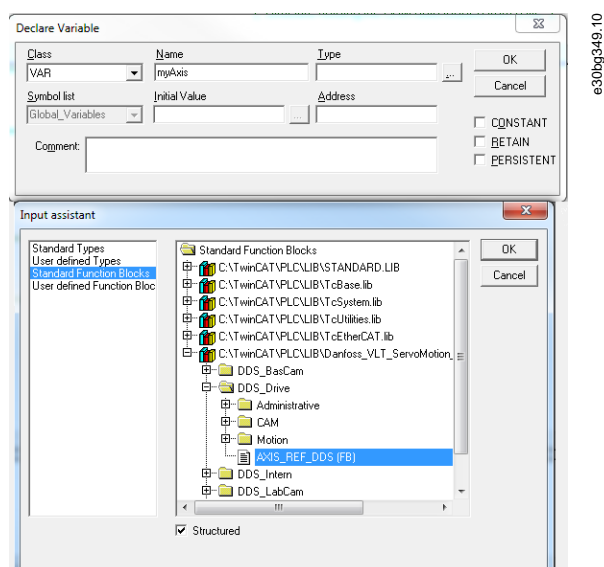 Declare Variable
Class Name Type
VAR myAxis ... OK
Cancel
Symbol list Initial Value Address
Global_Variables ...
CONSTANT
RETAIN
PERSISTENT
Comment:
Input assistant
Standard Types
User defined Types
Standard Function Blocks
User defined Function Bloc
Standard Function Blocks
C:\TwinCAT\PLC\LIB\STANDARD.LIB
C:\TwinCAT\PLC\LIB\TcBase.lib
C:\TwinCAT\PLC\LIB\TcSystem.lib
C:\TwinCAT\PLC\LIB\TcUtilities.lib
C:\TwinCAT\PLC\LIB\TcEtherCAT.lib
C:\TwinCAT\PLC\LIB\Danfoss_VLT_ServoMotion_
DDS_BasCam
DDS_Drive
Administrative
CAM
Motion
AXIS_REF_DDS (FB)
DDS_Intern
DDS_LabCam
OK
Cancel
Structured
e30bg349.10